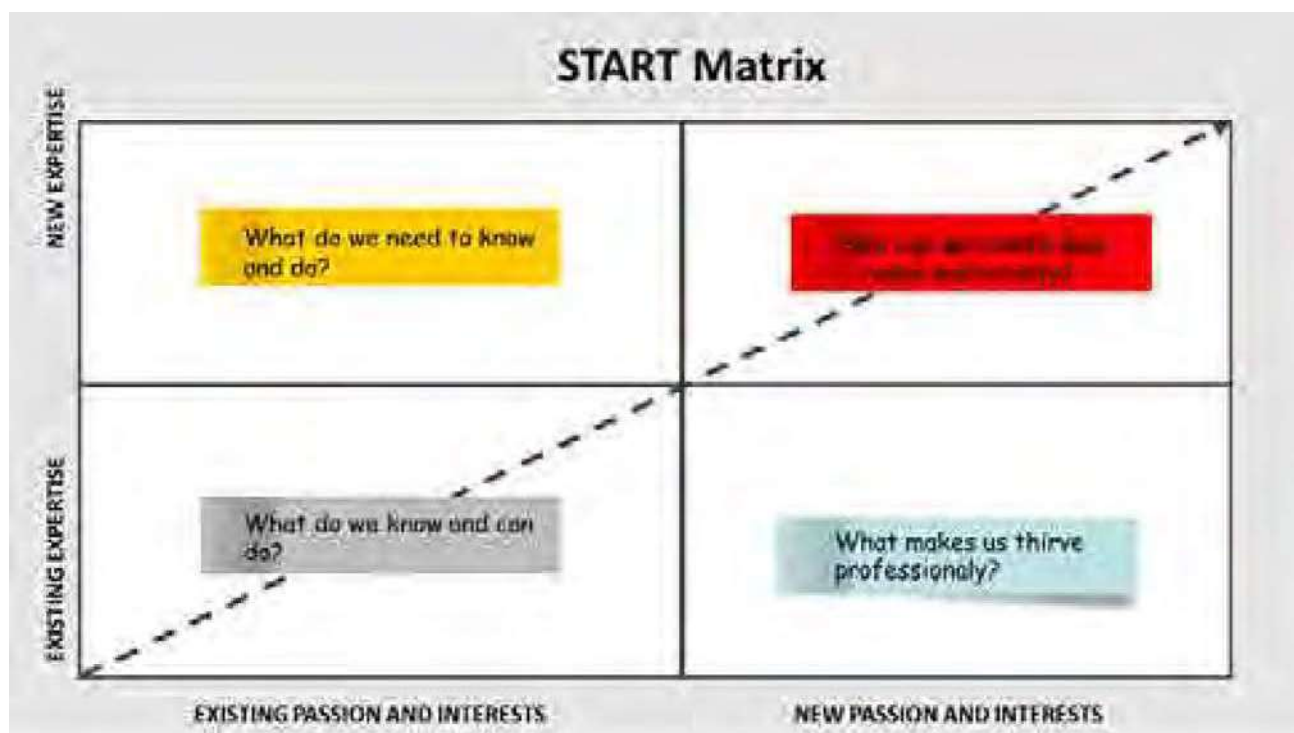 START Matrix
NEW EXPERTISE
What do we need to know
and do?
EXISTING EXPERTISE
What do we know and can
do?
What makes us thirve
professionaly?
EXISTING PASSION AND INTERESTS
NEW PASSION AND INTERESTS